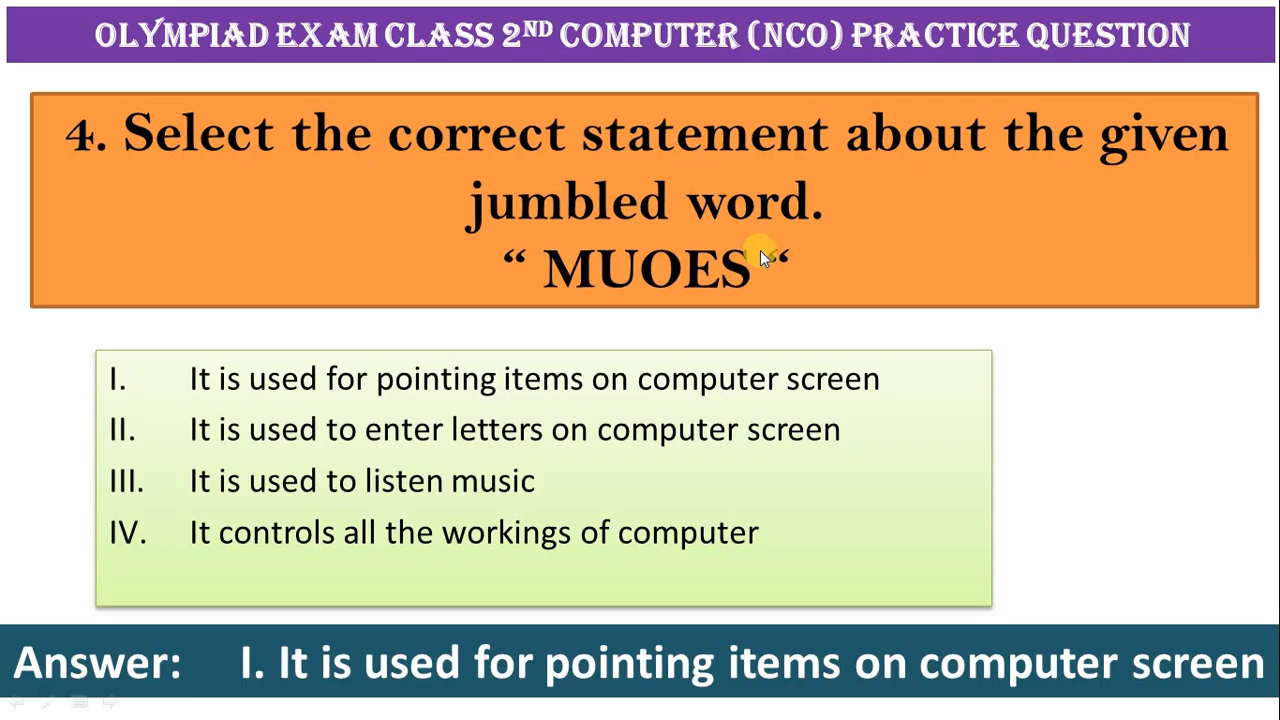 OLYMPIAD EXAM CLASS 2ND COMPUTER (NCO) PRACTICE QUESTION
4. Select the correct statement about the given
jumbled word.
“ MUOES “
I. It is used for pointing items on computer screen
II. It is used to enter letters on computer screen
III. It is used to listen music
IV. It controls all the workings of computer
Answer: I. It is used for pointing items on computer screen